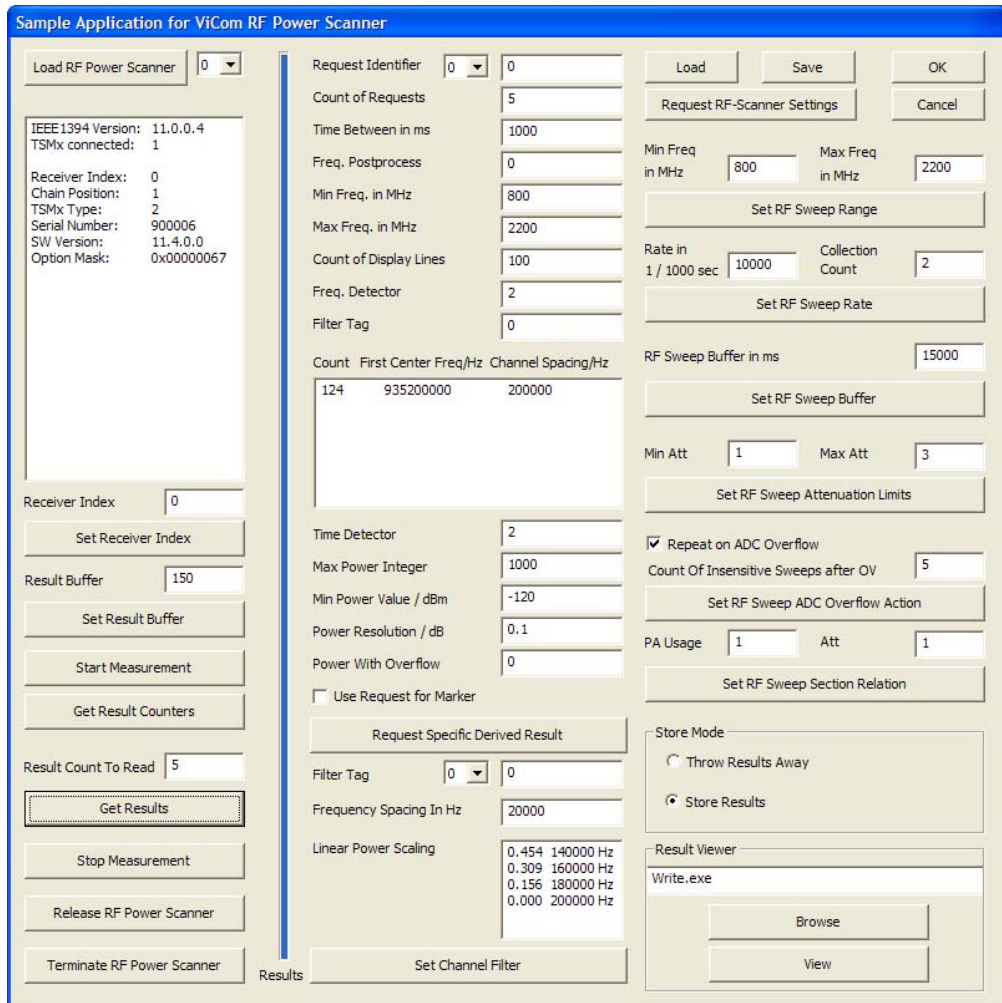 Sample Application for ViCom RF Power Scanner
Load RF Power Scanner 0
IEEE1394 Version: 11.0.0.4
TSMx connected: 1
Receiver Index: 0
Chain Position: 1
TSMx Type: 2
Serial Number: 900006
SW Version: 11.4.0.0
Option Mask: 0x00000067
Receiver Index 0
Set Receiver Index
Result Buffer 150
Set Result Buffer
Start Measurement
Get Result Counters
Result Count To Read 5
Get Results
Stop Measurement
Release RF Power Scanner
Terminate RF Power Scanner
Results
Request Identifier 0 0
Count of Requests 5
Time Between in ms 1000
Freq. Postprocess 0
Min Freq. in MHz 800
Max Freq. in MHz 2200
Count of Display Lines 100
Freq. Detector 2
Filter Tag 0
Count First Center Freq/Hz Channel Spacing/Hz
124 935200000 200000
Time Detector 2
Max Power Integer 1000
Min Power Value / dBm -120
Power Resolution / dB 0.1
Power With Overflow 0
Use Request for Marker
Request Specific Derived Result
Filter Tag 0 0
Frequency Spacing In Hz 20000
Linear Power Scaling
0.454 140000 Hz
0.309 160000 Hz
0.156 180000 Hz
0.000 200000 Hz
Set Channel Filter
Load Save OK
Request RF-Scanner Settings Cancel
Min Freq
in MHz 800
Max Freq
in MHz 2200
Set RF Sweep Range
Rate in
1 / 1000 sec 10000
Collection
Count 2
Set RF Sweep Rate
RF Sweep Buffer in ms 15000
Set RF Sweep Buffer
Min Att 1 Max Att 3
Set RF Sweep Attenuation Limits
Repeat on ADC Overflow
Count Of Insensitive Sweeps after OV 5
Set RF Sweep ADC Overflow Action
PA Usage 1 Att 1
Set RF Sweep Section Relation
Store Mode
Throw Results Away
Store Results
Result Viewer
Write.exe
Browse
View